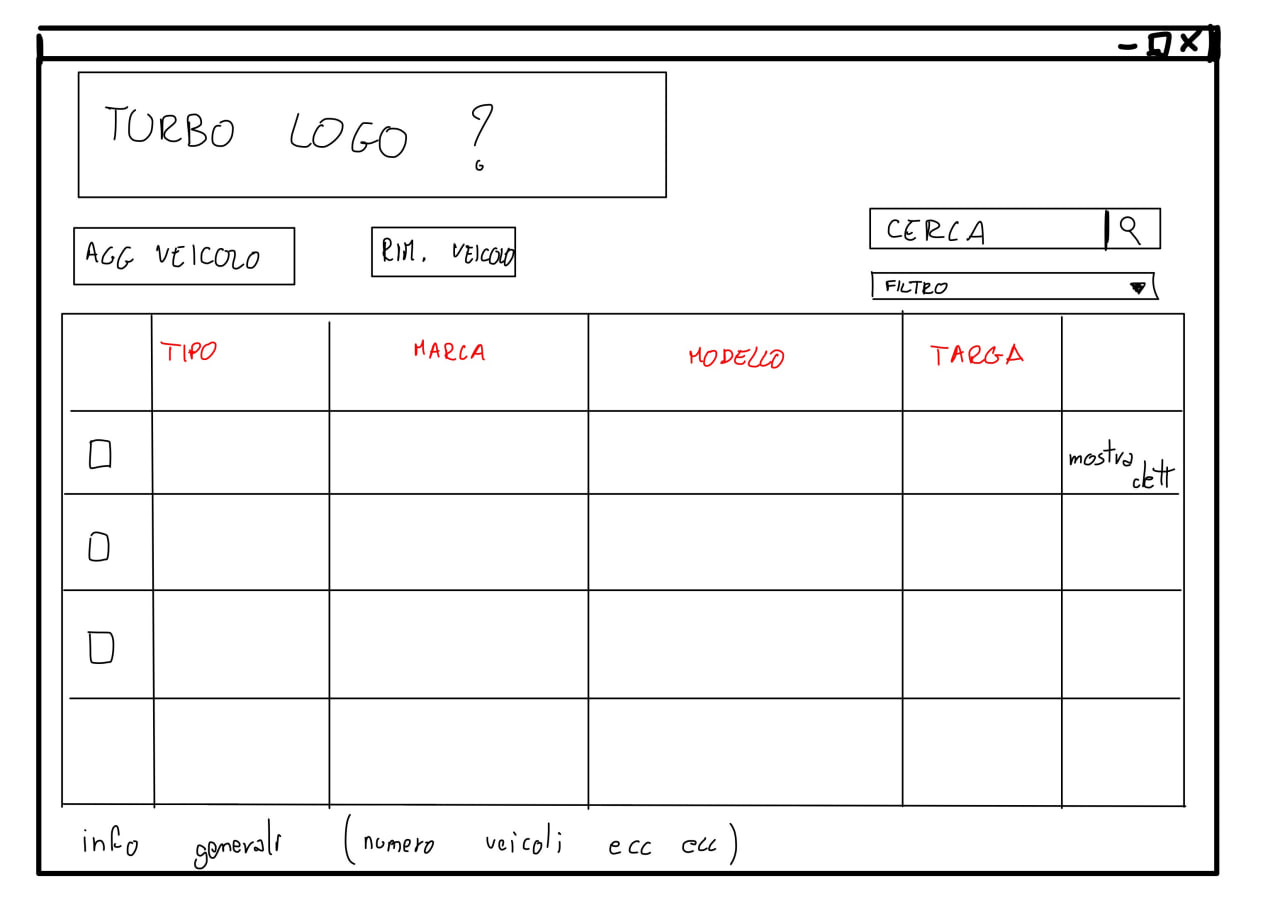 TURBO LOGO ?
AGG VEICOLO
RIM. VEICOLO
CERCA
FILTRO
TIPO MARCA MODELLO TARGA
mostra
dett
info generali (numero veicoli ecc ecc)